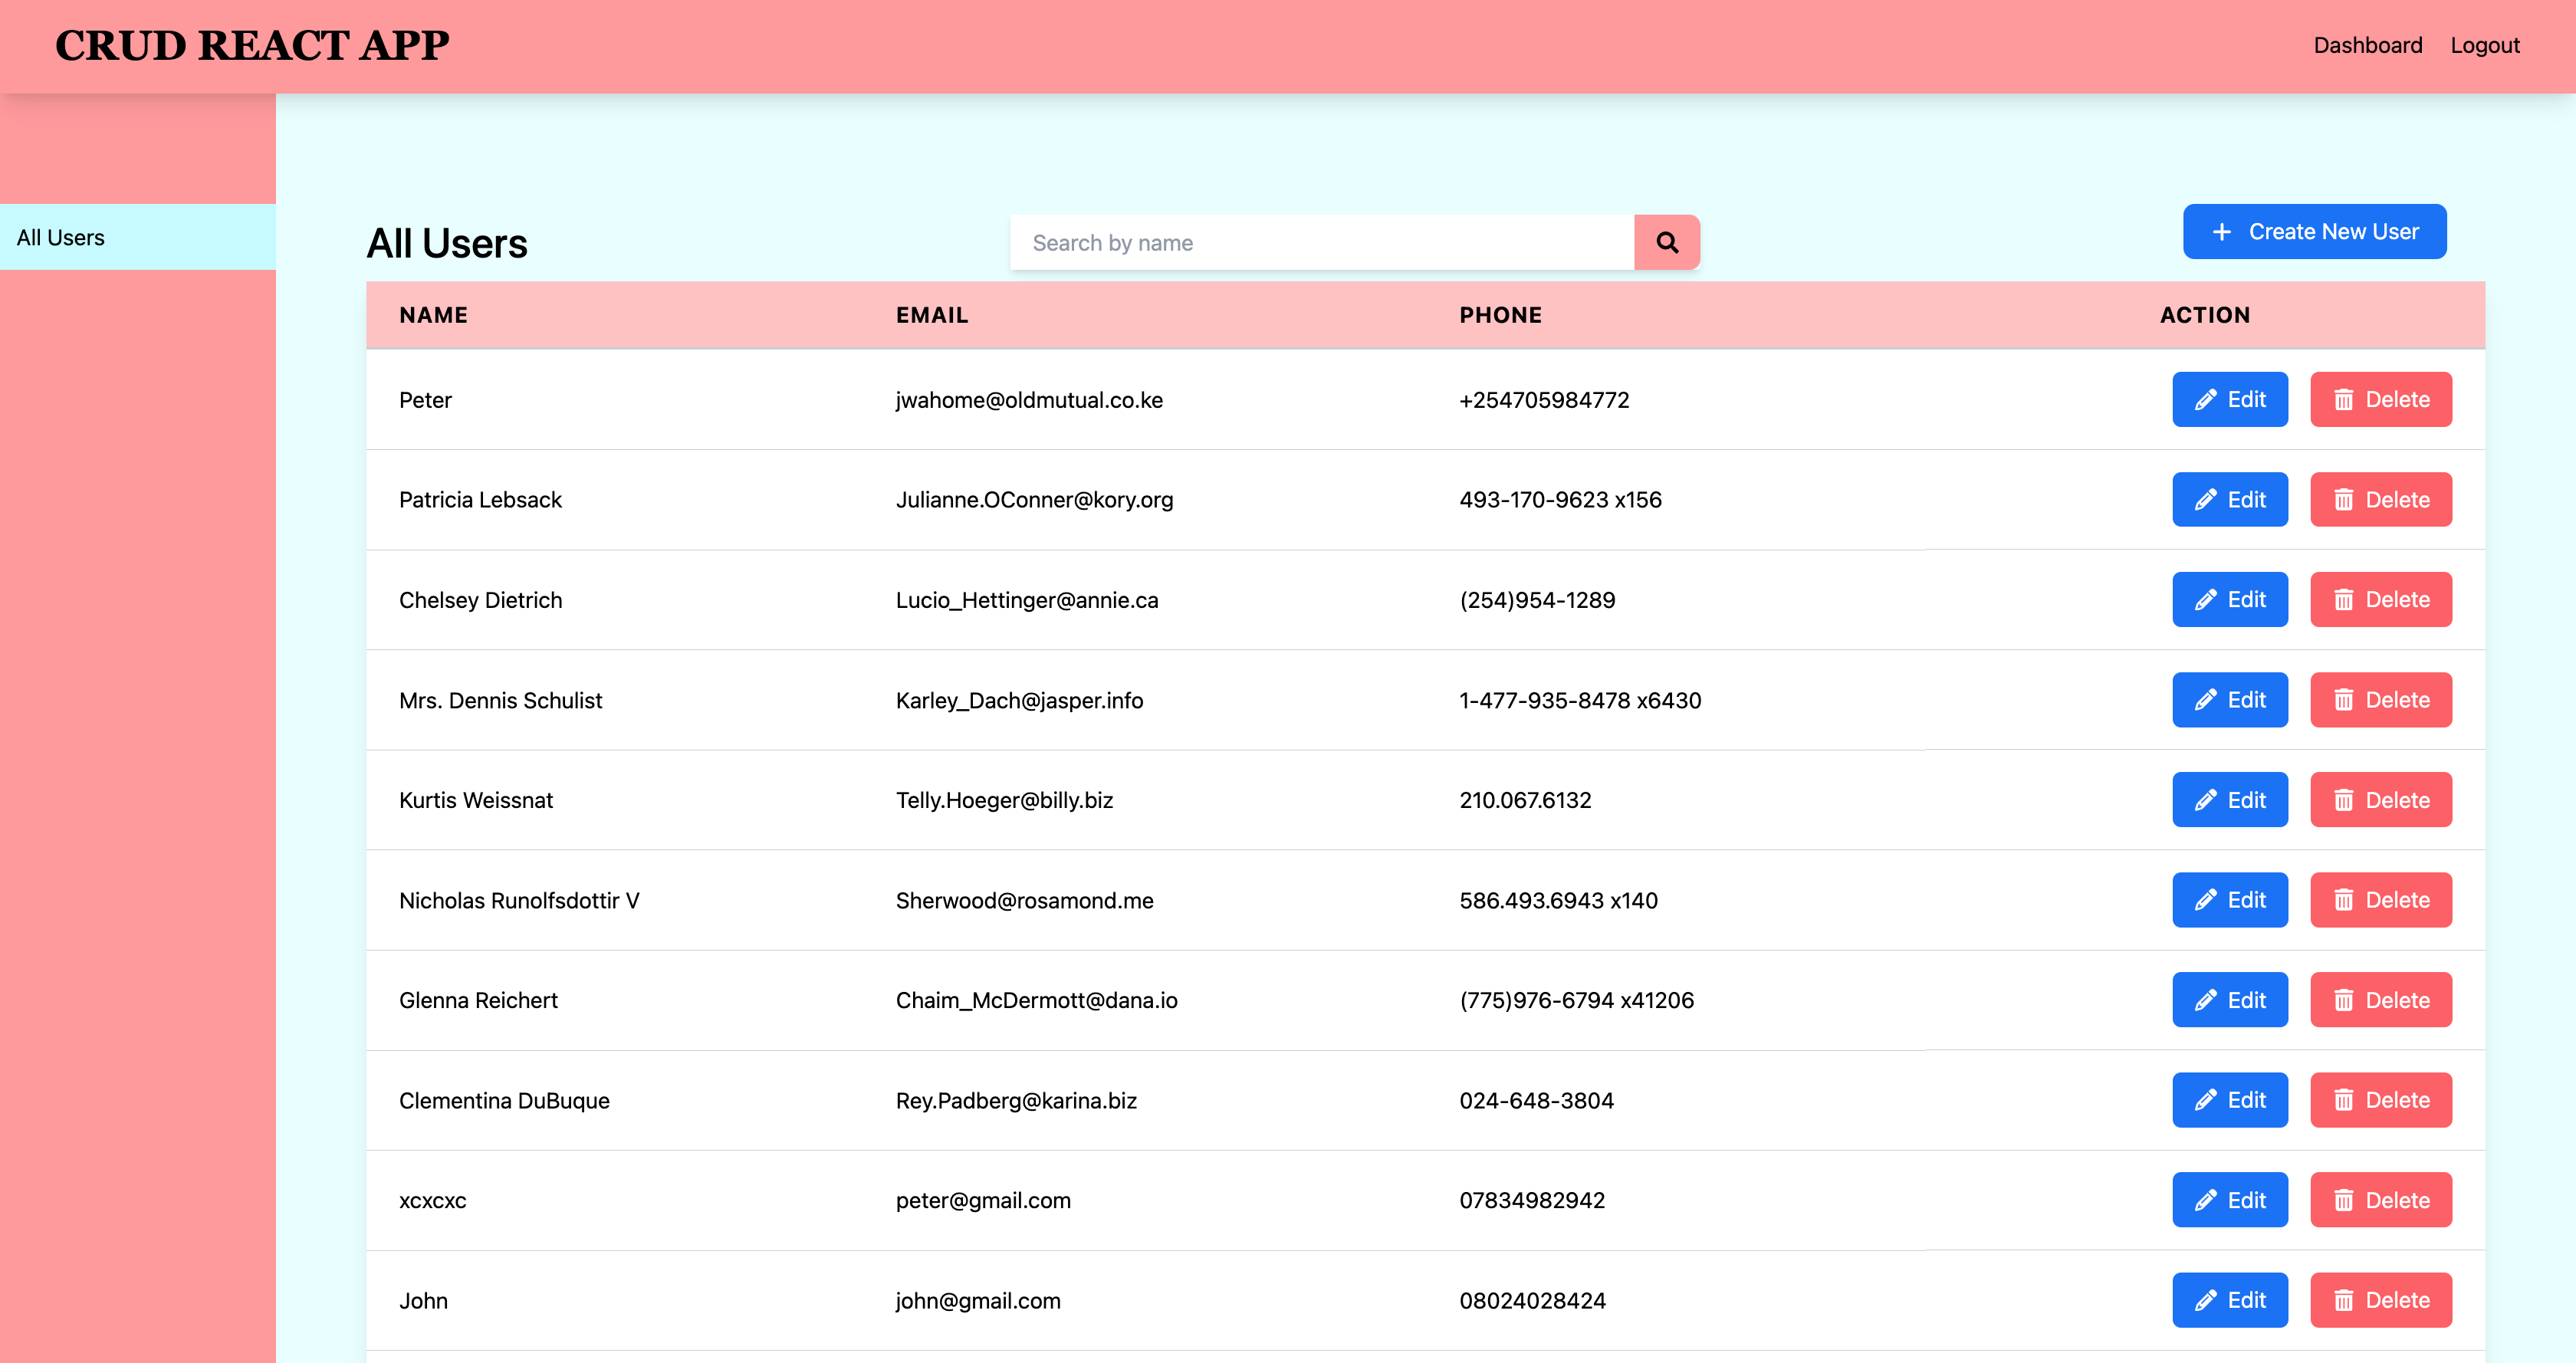 CRUD REACT APP Dashboard Logout
All Users
All Users Search by name Create New User
NAME EMAIL PHONE ACTION
Peter jwahome@oldmutual.co.ke +254705984772 Edit Delete
Patricia Lebsack Julianne.OConner@kory.org 493-170-9623 x156 Edit Delete
Chelsey Dietrich Lucio_Hettinger@annie.ca (254)954-1289 Edit Delete
Mrs. Dennis Schulist Karley_Dach@jasper.info 1-477-935-8478 x6430 Edit Delete
Kurtis Weissnat Telly.Hoeger@billy.biz 210.067.6132 Edit Delete
Nicholas Runolfsdottir V Sherwood@rosamond.me 586.493.6943 x140 Edit Delete
Glenna Reichert Chaim_McDermott@dana.io (775)976-6794 x41206 Edit Delete
Clementina DuBuque Rey.Padberg@karina.biz 024-648-3804 Edit Delete
xcxcxc peter@gmail.com 07834982942 Edit Delete
John john@gmail.com 08024028424 Edit Delete